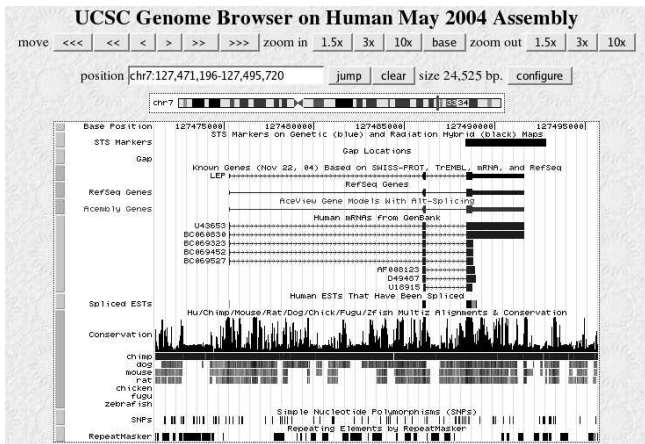 UCSC Genome Browser on Human May 2004 Assembly
move <<< << < > >> >>> zoom in 1.5x 3x 10x base zoom out 1.5x 3x 10x
position chr7:127,471,196-127,495,720 jump clear size 24,525 bp. configure
chr7 33 34
Base Position 127475000 127480000 127485000 127490000 127495000
STS Markers on Genetic (blue) and Radiation Hybrid (black) Maps
STS Markers
Gap Locations
Gap
Known Genes (Nov 22, 04) Based on SWISS-PROT, TrEMBL, mRNA, and RefSeq
LEP
RefSeq Genes
RefSeq Genes
AceView Gene Models With Alt-Splicing
Acembly Genes
Human mRNAs from GenBank
U43653
BC060830
BC069323
BC069452
BC069527
AF008123
D49487
U18915
Human ESTs That Have Been Spliced
Spliced ESTs
Hu/Chimp/Mouse/Rat/Dog/Chick/Fugu/Zfish Multiz Alignments & Conservation
Conservation
chimp
dog
mouse
rat
chicken
fugu
zebrafish
Simple Nucleotide Polymorphisms (SNPs)
SNPs
Repeating Elements by RepeatMasker
RepeatMasker